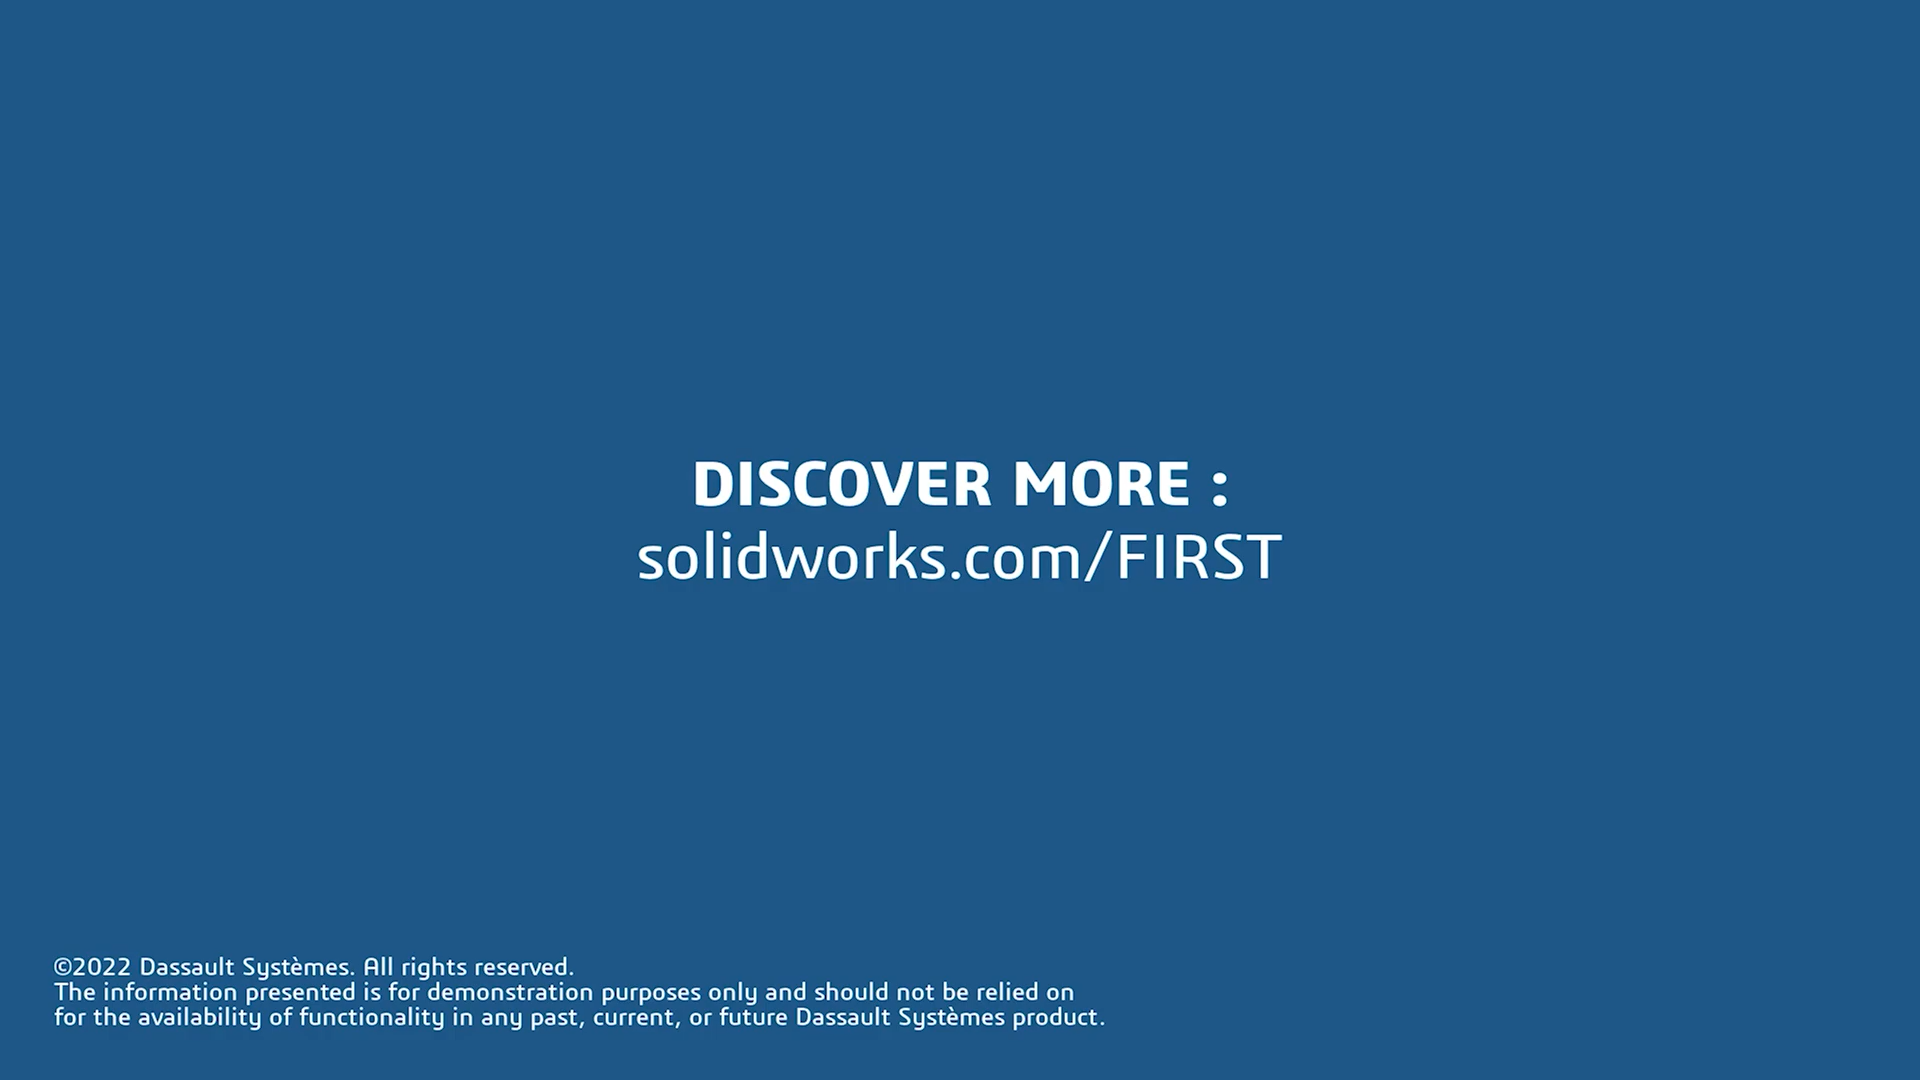 DISCOVER MORE :
solidworks.com/FIRST
©2022 Dassault Systèmes. All rights reserved.
The information presented is for demonstration purposes only and should not be relied on
for the availability of functionality in any past, current, or future Dassault Systèmes product.